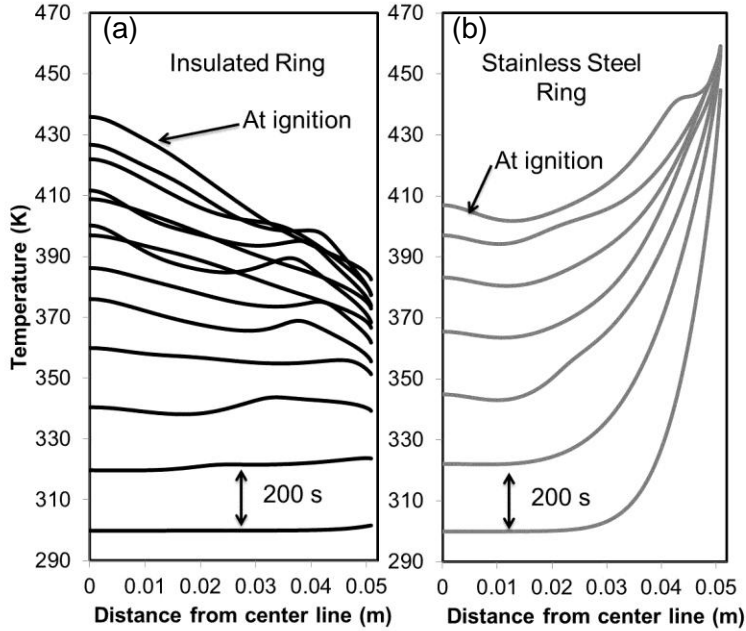 470
450
430
410
390
370
350
330
310
290
Temperature (K)
(a)
Insulated Ring
At ignition
200 s
0 0.01 0.02 0.03 0.04 0.05
Distance from center line (m)
470
450
430
410
390
370
350
330
310
290
(b)
Stainless Steel
Ring
At ignition
200 s
0 0.01 0.02 0.03 0.04 0.05
Distance from center line (m)